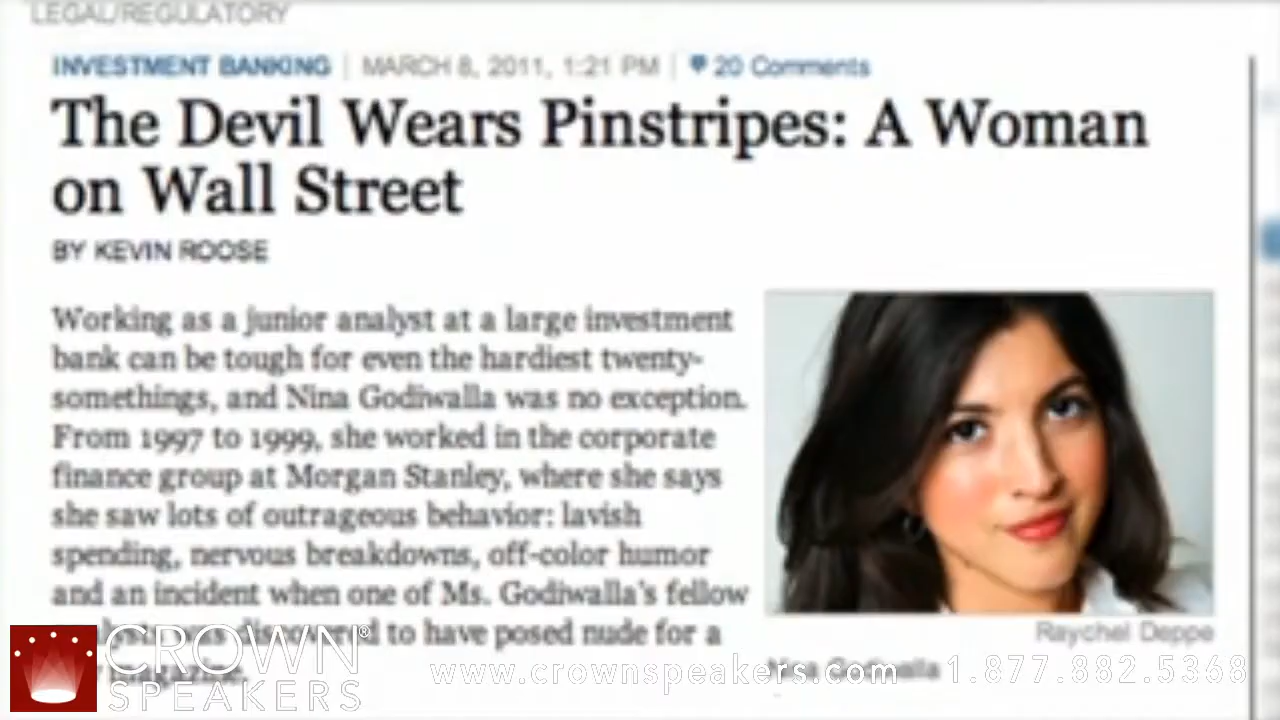 LEGAL/REGULATORY
INVESTMENT BANKING | MARCH 8, 2011, 1:21 PM | 20 Comments
The Devil Wears Pinstripes: A Woman
on Wall Street
BY KEVIN ROOSE
Working as a junior analyst at a large investment
bank can be tough for even the hardiest twenty-
somethings, and Nina Godiwalla was no exception.
From 1997 to 1999, she worked in the corporate
finance group at Morgan Stanley, where she says
she saw lots of outrageous behavior: lavish
spending, nervous breakdowns, off-color humor
and an incident when one of Ms. Godiwalla's fellow
discovered to have posed nude for a
Raychel Deppe
Nina Godiwalla
CROWN®
SPEAKERS
www.crownspeakers.com 1.877.882.5368